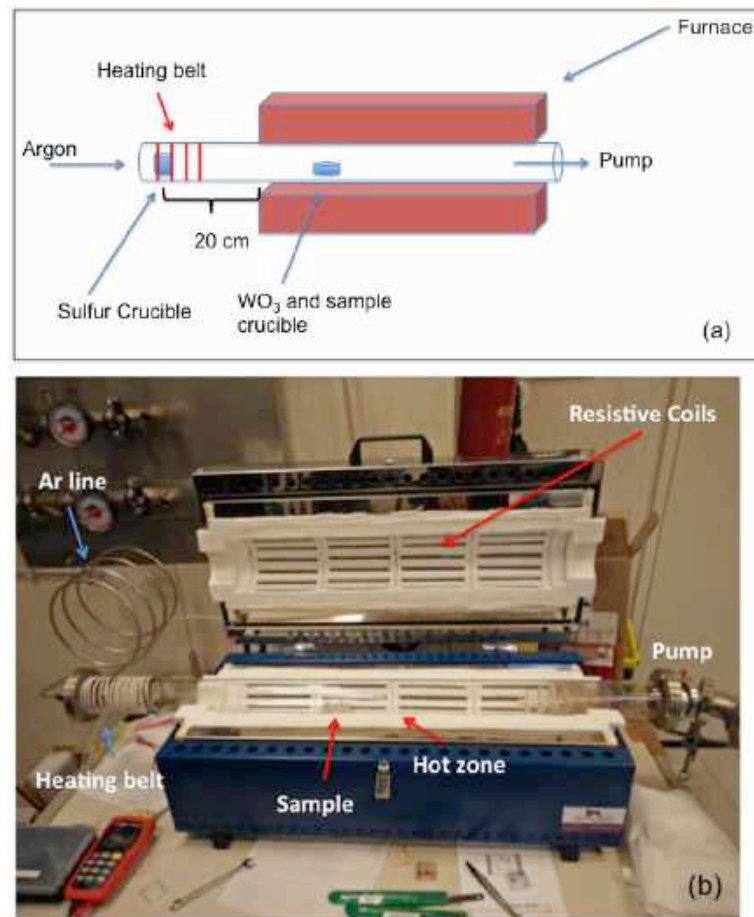 Furnace
Heating belt
Argon
Pump
20 cm
Sulfur Crucible
WO₃ and sample
crucible
(a)
Resistive Coils
Ar line
Pump
Heating belt
Hot zone
Sample
(b)